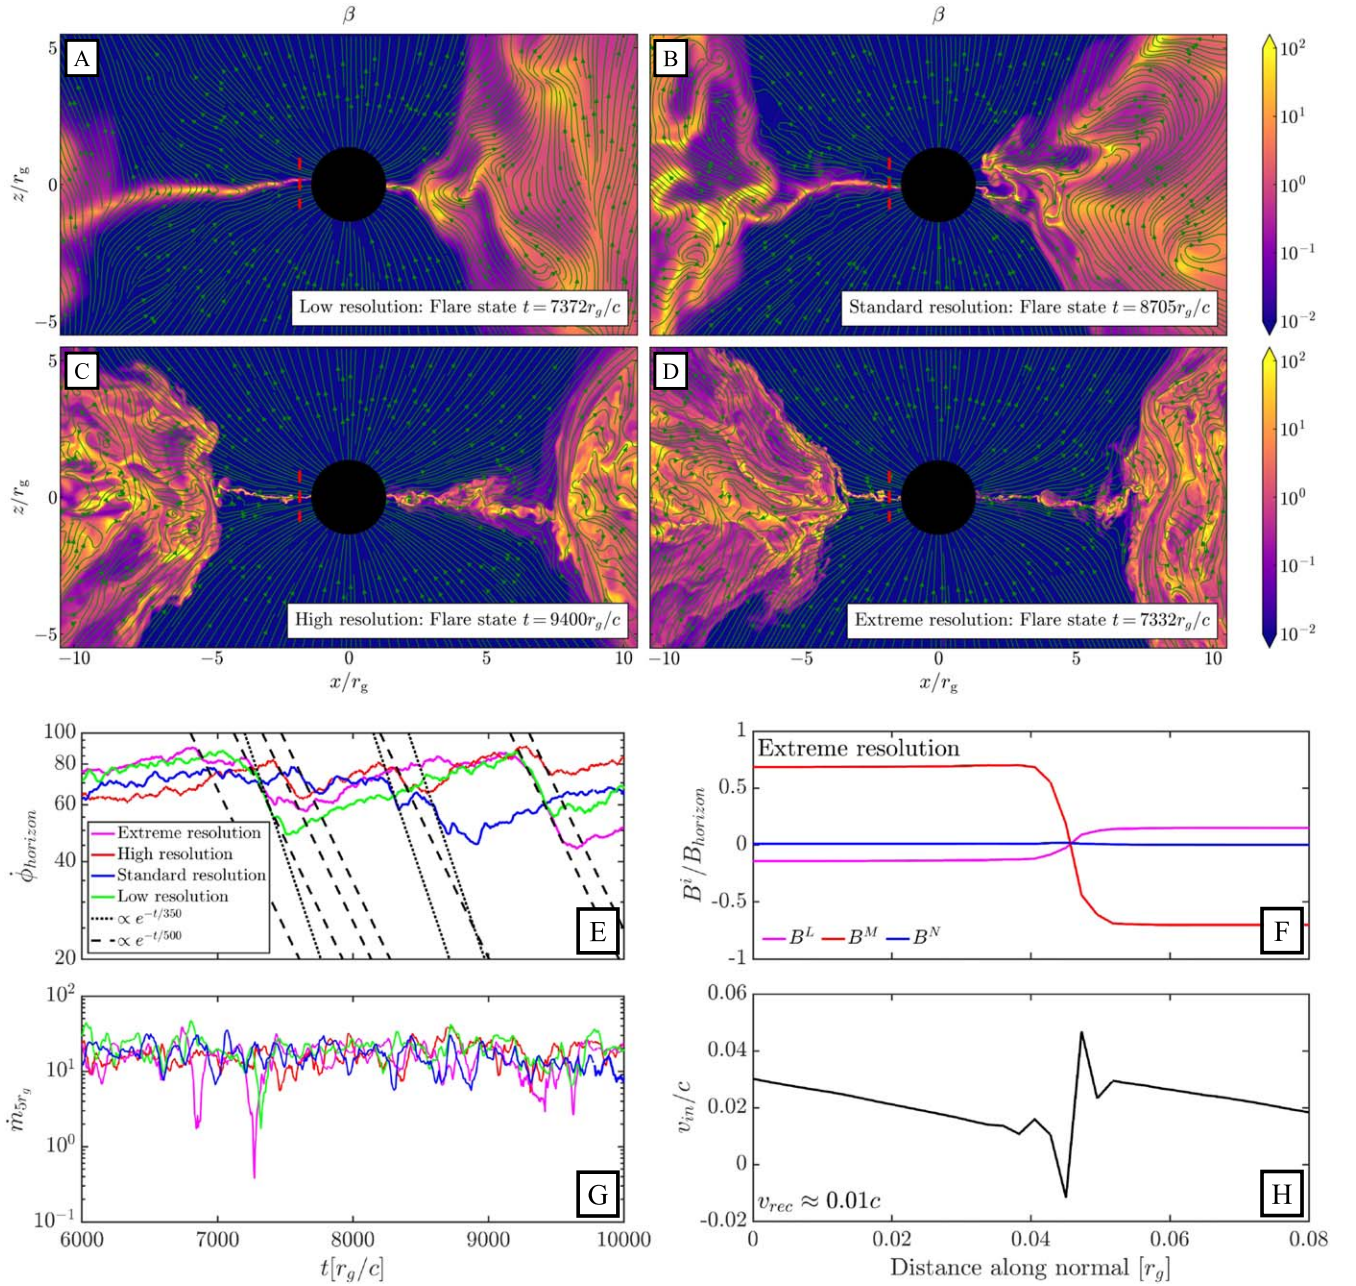 β β
A
B
5
0
−5
z/r_g
Low resolution: Flare state t = 7372r_g/c
Standard resolution: Flare state t = 8705r_g/c
10^2
10^1
10^0
10^−1
10^−2
C
D
5
0
−5
z/r_g
High resolution: Flare state t = 9400r_g/c
Extreme resolution: Flare state t = 7332r_g/c
10^2
10^1
10^0
10^−1
10^−2
−10 −5 0 5 10
−10 −5 0 5 10
x/r_g
x/r_g
100
80
60
40
20
ϕ̇_horizon
Extreme resolution
High resolution
Standard resolution
Low resolution
∝ e^−t/350
∝ e^−t/500
E
1
0.5
0
-0.5
-1
B^i/B_horizon
Extreme resolution
B^L B^M B^N
F
10^2
10^1
10^0
10^−1
ṁ_5r_g
G
6000 7000 8000 9000 10000
t[r_g/c]
0.06
0.04
0.02
0
-0.02
v_in/c
v_rec ≈ 0.01c
H
0 0.02 0.04 0.06 0.08
Distance along normal [r_g]